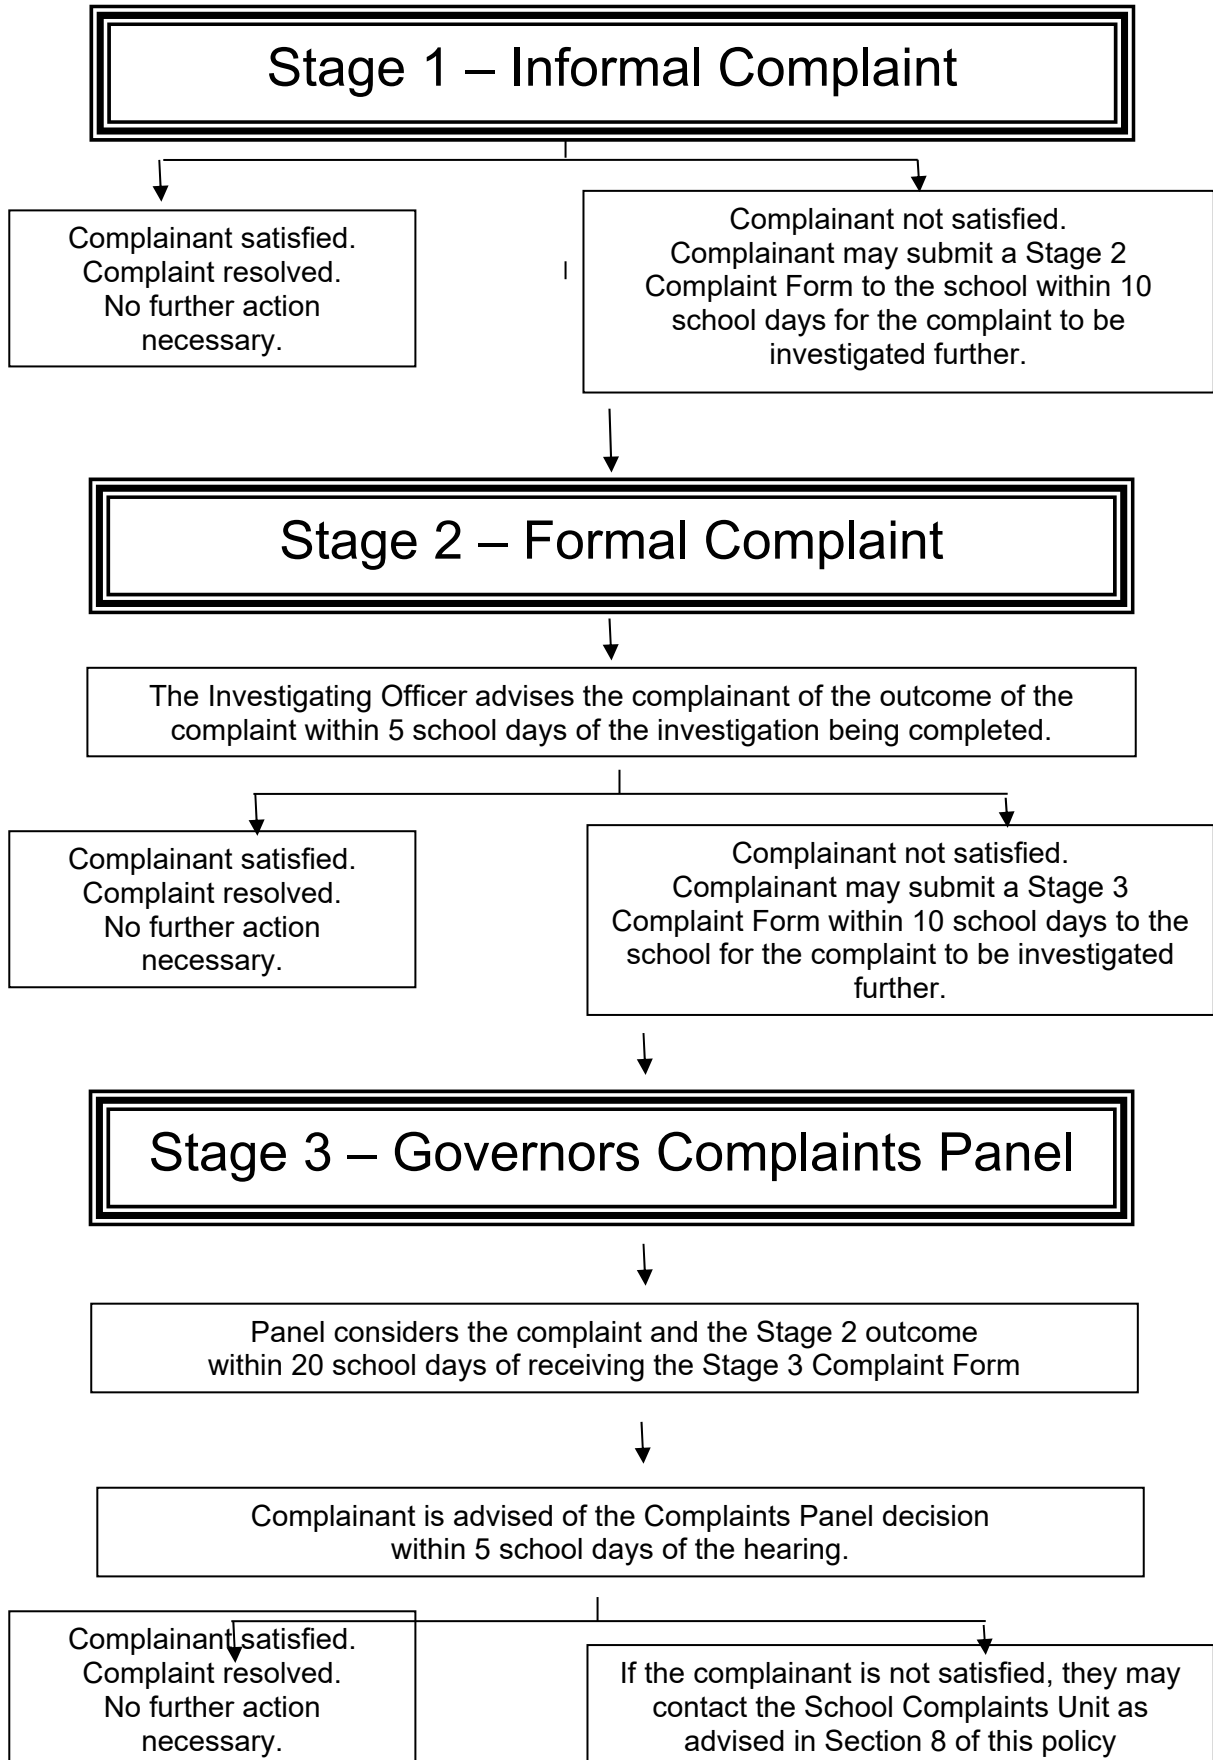 Stage 1 – Informal Complaint
Complainant satisfied.
Complaint resolved.
No further action
necessary.
Complainant not satisfied.
Complainant may submit a Stage 2
Complaint Form to the school within 10
school days for the complaint to be
investigated further.
Stage 2 – Formal Complaint
The Investigating Officer advises the complainant of the outcome of the
complaint within 5 school days of the investigation being completed.
Complainant satisfied.
Complaint resolved.
No further action
necessary.
Complainant not satisfied.
Complainant may submit a Stage 3
Complaint Form within 10 school days to the
school for the complaint to be investigated
further.
Stage 3 – Governors Complaints Panel
Panel considers the complaint and the Stage 2 outcome
within 20 school days of receiving the Stage 3 Complaint Form
Complainant is advised of the Complaints Panel decision
within 5 school days of the hearing.
Complainant satisfied.
Complaint resolved.
No further action
necessary.
If the complainant is not satisfied, they may
contact the School Complaints Unit as
advised in Section 8 of this policy